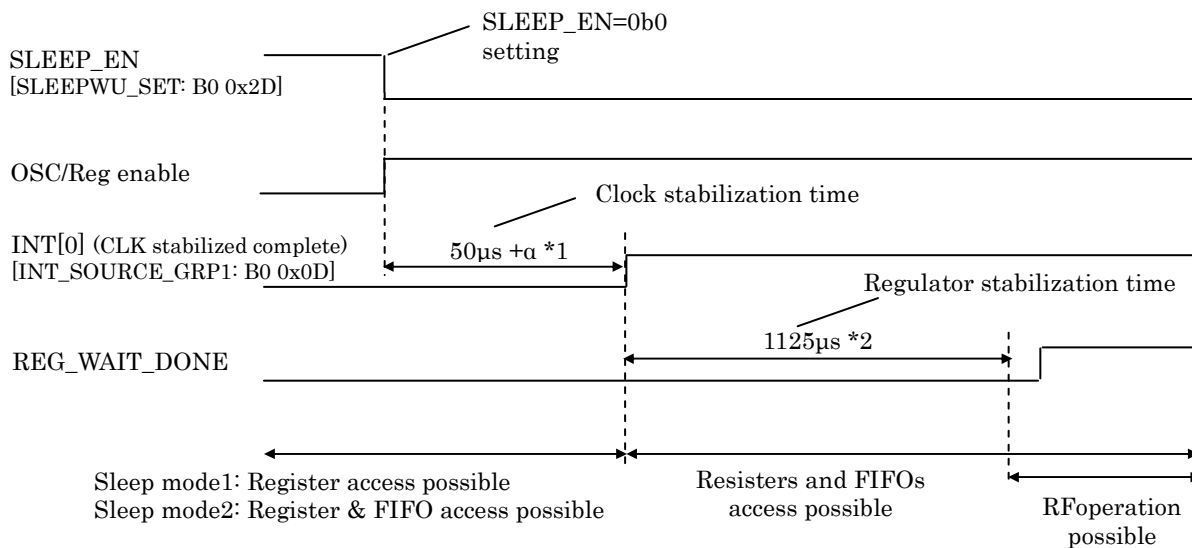 SLEEP_EN=0b0
setting
SLEEP_EN
[SLEEPWU_SET: B0 0x2D]
OSC/Reg enable
Clock stabilization time
INT[0] (CLK stabilized complete)
50μs +α *1
[INT_SOURCE_GRP1: B0 0x0D]
Regulator stabilization time
1125μs *2
REG_WAIT_DONE
Sleep mode1: Register access possible
Sleep mode2: Register & FIFO access possible
Resisters and FIFOs
access possible
RFoperation
possible